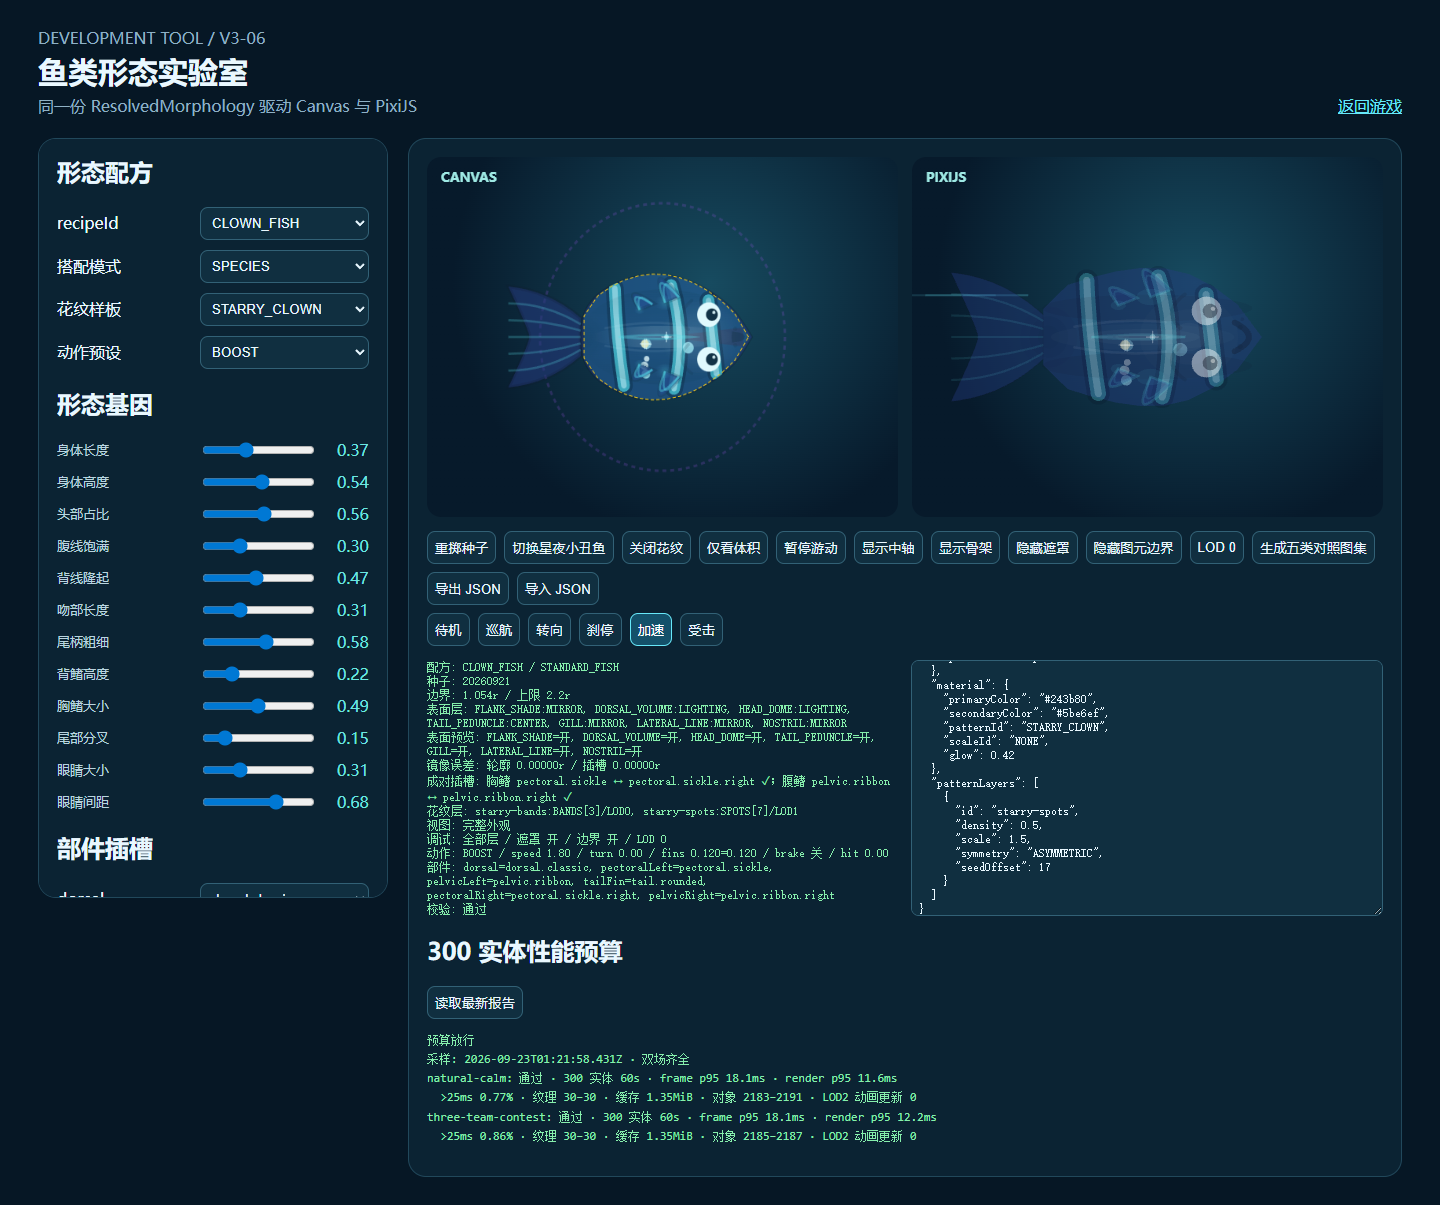 DEVELOPMENT TOOL / V3-06
鱼类形态实验室
同一份 ResolvedMorphology 驱动 Canvas 与 PixiJS
返回游戏
形态配方
recipeId
CLOWN_FISH
搭配模式
SPECIES
花纹样板
STARRY_CLOWN
动作预设
BOOST
形态基因
身体长度 0.37
身体高度 0.54
头部占比 0.56
腹线饱满 0.30
背线隆起 0.47
吻部长度 0.31
尾柄粗细 0.58
背鳍高度 0.22
胸鳍大小 0.49
尾部分叉 0.15
眼睛大小 0.31
眼睛间距 0.68
部件插槽
CANVAS
PIXIJS
重掷种子 切换星夜小丑鱼 关闭花纹 仅看体积 暂停游动 显示中轴 显示骨架 隐藏遮罩 隐藏图元边界 LOD 0 生成五类对照图集
导出 JSON 导入 JSON
待机 巡航 转向 刹停 加速 受击
配方: CLOWN_FISH / STANDARD_FISH
种子: 20260921
边界: 1.054r / 上限 2.2r
表面层: FLANK_SHADE:MIRROR, DORSAL_VOLUME:LIGHTING, HEAD_DOME:LIGHTING,
TAIL_PEDUNCLE:CENTER, GILL:MIRROR, LATERAL_LINE:MIRROR, NOSTRIL:MIRROR
表面预览: FLANK_SHADE=开, DORSAL_VOLUME=开, HEAD_DOME=开, TAIL_PEDUNCLE=开,
GILL=开, LATERAL_LINE=开, NOSTRIL=开
镜像误差: 轮廓 0.00000r / 插槽 0.00000r
成对插槽: 胸鳍 pectoral.sickle ↔ pectoral.sickle.right ✓; 腹鳍 pelvic.ribbon
↔ pelvic.ribbon.right ✓
花纹层: starry-bands:BANDS[3]/LOD0, starry-spots:SPOTS[7]/LOD1
视图: 完整外观
调试: 全部层 / 遮罩 开 / 边界 开 / LOD 0
动作: BOOST / speed 1.80 / turn 0.00 / fins 0.120=0.120 / brake 关 / hit 0.00
部件: dorsal=dorsal.classic, pectoralLeft=pectoral.sickle,
pelvicLeft=pelvic.ribbon, tailFin=tail.rounded,
pectoralRight=pectoral.sickle.right, pelvicRight=pelvic.ribbon.right
校验: 通过
},
"material": {
"primaryColor": "#243b80",
"secondaryColor": "#5be6ef",
"patternId": "STARRY_CLOWN",
"scaleId": "NONE",
"glow": 0.42
},
"patternLayers": [
{
"id": "starry-spots",
"density": 0.5,
"scale": 1.5,
"symmetry": "ASYMMETRIC",
"seedOffset": 17
}
]
}
300 实体性能预算
读取最新报告
预算放行
采样: 2026-09-23T01:21:58.431Z · 双场齐全
natural-calm: 通过 · 300 实体 60s · frame p95 18.1ms · render p95 11.6ms
>25ms 0.77% · 纹理 30-30 · 缓存 1.35MiB · 对象 2183-2191 · LOD2 动画更新 0
three-team-contest: 通过 · 300 实体 60s · frame p95 18.1ms · render p95 12.2ms
>25ms 0.86% · 纹理 30-30 · 缓存 1.35MiB · 对象 2185-2187 · LOD2 动画更新 0